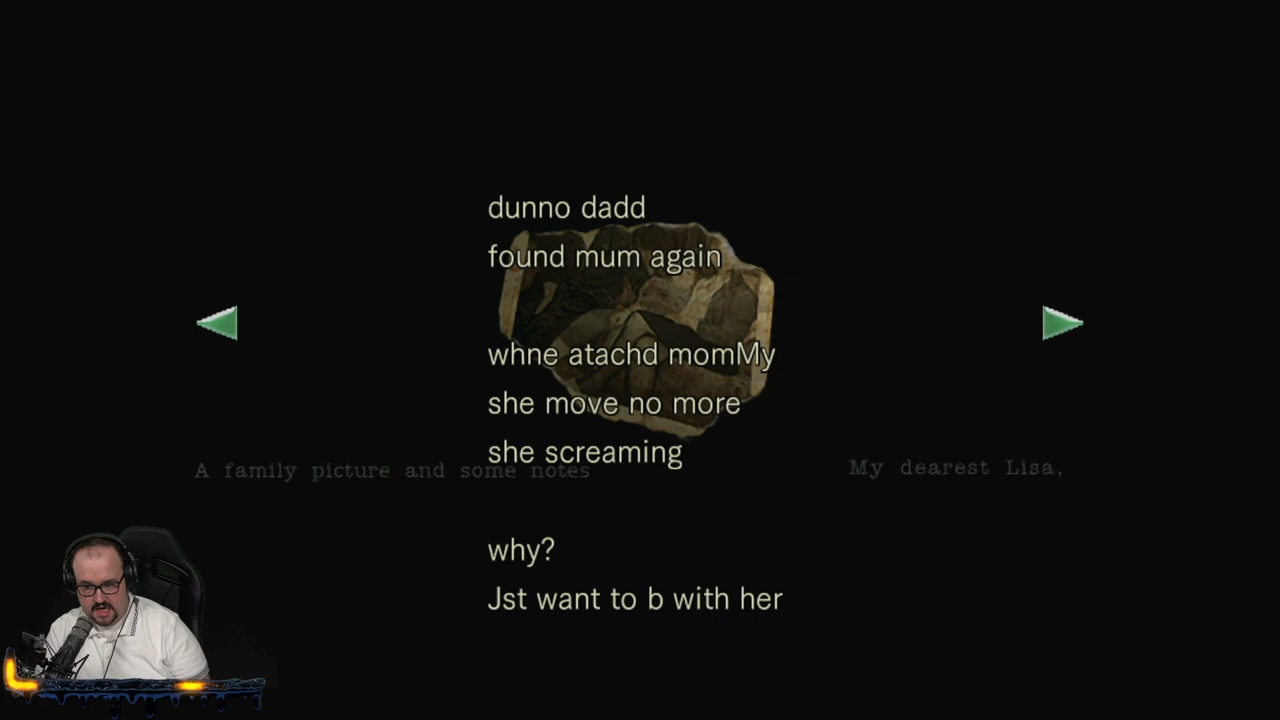 dunno dadd
found mum again
whne atachd momMy
she move no more
she screaming
A family picture and some notes
My dearest Lisa,
why?
Jst want to b with her